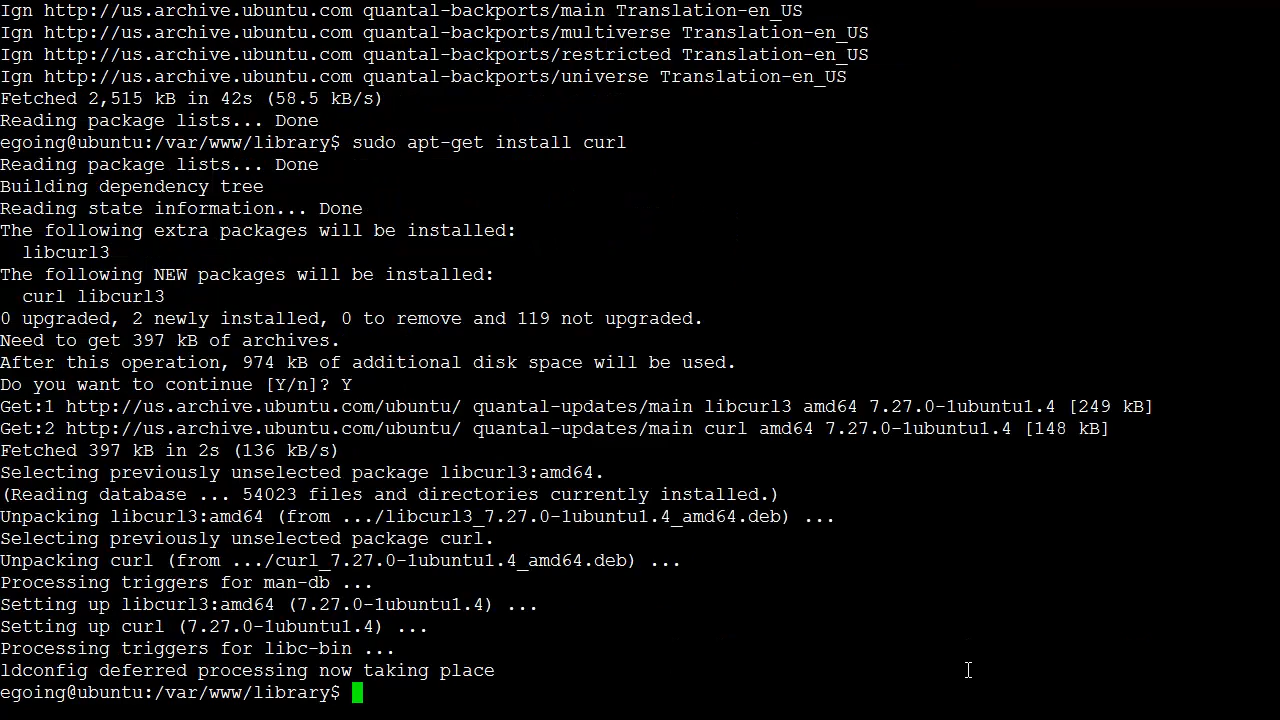 Ign http://us.archive.ubuntu.com quantal-backports/main Translation-en_US
Ign http://us.archive.ubuntu.com quantal-backports/multiverse Translation-en_US
Ign http://us.archive.ubuntu.com quantal-backports/restricted Translation-en_US
Ign http://us.archive.ubuntu.com quantal-backports/universe Translation-en_US
Fetched 2,515 kB in 42s (58.5 kB/s)
Reading package lists... Done
egoing@ubuntu:/var/www/library$ sudo apt-get install curl
Reading package lists... Done
Building dependency tree
Reading state information... Done
The following extra packages will be installed:
  libcurl3
The following NEW packages will be installed:
  curl libcurl3
0 upgraded, 2 newly installed, 0 to remove and 119 not upgraded.
Need to get 397 kB of archives.
After this operation, 974 kB of additional disk space will be used.
Do you want to continue [Y/n]? Y
Get:1 http://us.archive.ubuntu.com/ubuntu/ quantal-updates/main libcurl3 amd64 7.27.0-1ubuntu1.4 [249 kB]
Get:2 http://us.archive.ubuntu.com/ubuntu/ quantal-updates/main curl amd64 7.27.0-1ubuntu1.4 [148 kB]
Fetched 397 kB in 2s (136 kB/s)
Selecting previously unselected package libcurl3:amd64.
(Reading database ... 54023 files and directories currently installed.)
Unpacking libcurl3:amd64 (from .../libcurl3_7.27.0-1ubuntu1.4_amd64.deb) ...
Selecting previously unselected package curl.
Unpacking curl (from .../curl_7.27.0-1ubuntu1.4_amd64.deb) ...
Processing triggers for man-db ...
Setting up libcurl3:amd64 (7.27.0-1ubuntu1.4) ...
Setting up curl (7.27.0-1ubuntu1.4) ...
Processing triggers for libc-bin ...
ldconfig deferred processing now taking place
egoing@ubuntu:/var/www/library$